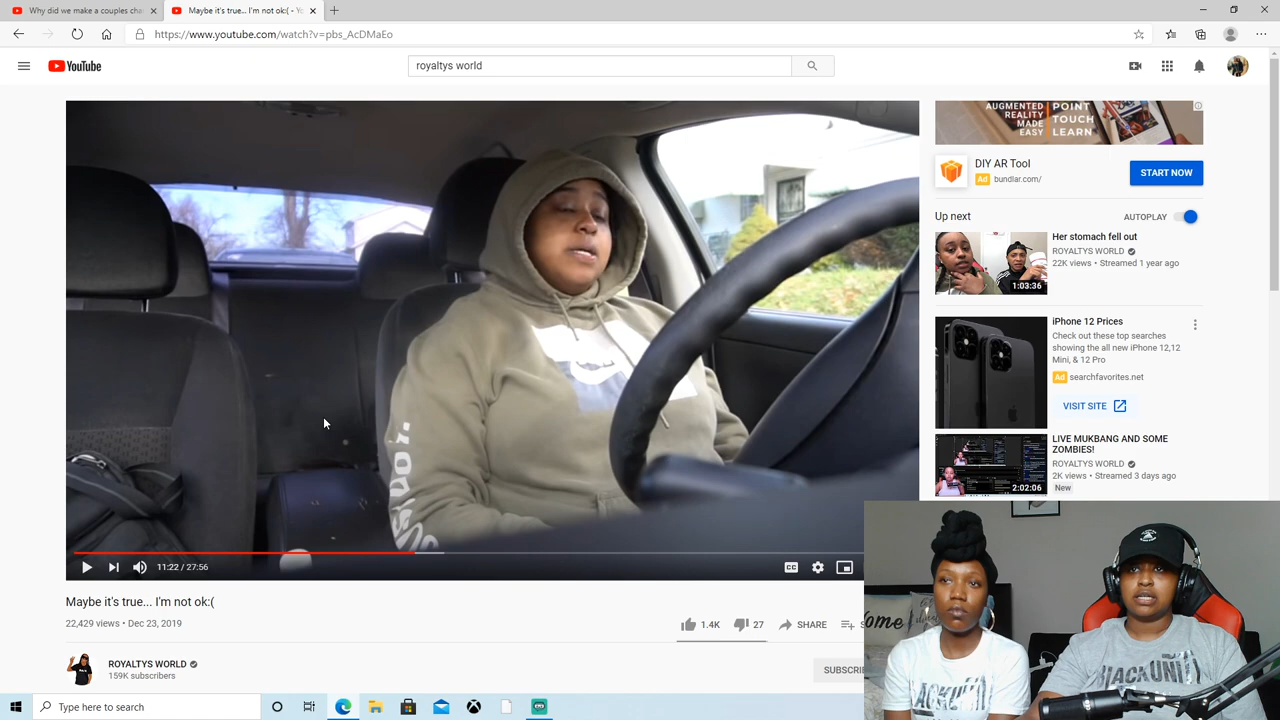 Why did we make a couples cha
Maybe it's true... I'm not ok:( - Yo
https://www.youtube.com/watch?v=pbs_AcDMaEo
YouTube
royaltys world
AUGMENTED REALITY MADE EASY
POINT TOUCH LEARN
DIY AR Tool
Ad bundlar.com/
START NOW
Up next
AUTOPLAY
Her stomach fell out
ROYALTYS WORLD
22K views • Streamed 1 year ago
1:03:36
iPhone 12 Prices
Check out these top searches
showing the all new iPhone 12,12
Mini, & 12 Pro
Ad searchfavorites.net
VISIT SITE
LIVE MUKBANG AND SOME
ZOMBIES!
ROYALTYS WORLD
2K views • Streamed 3 days ago
New
2:02:06
11:22 / 27:56
CC
Maybe it's true... I'm not ok:(
22,429 views • Dec 23, 2019
1.4K
27
SHARE
S
ROYALTYS WORLD
159K subscribers
SUBSCRIBE
ome
BLACKUNITY
Type here to search